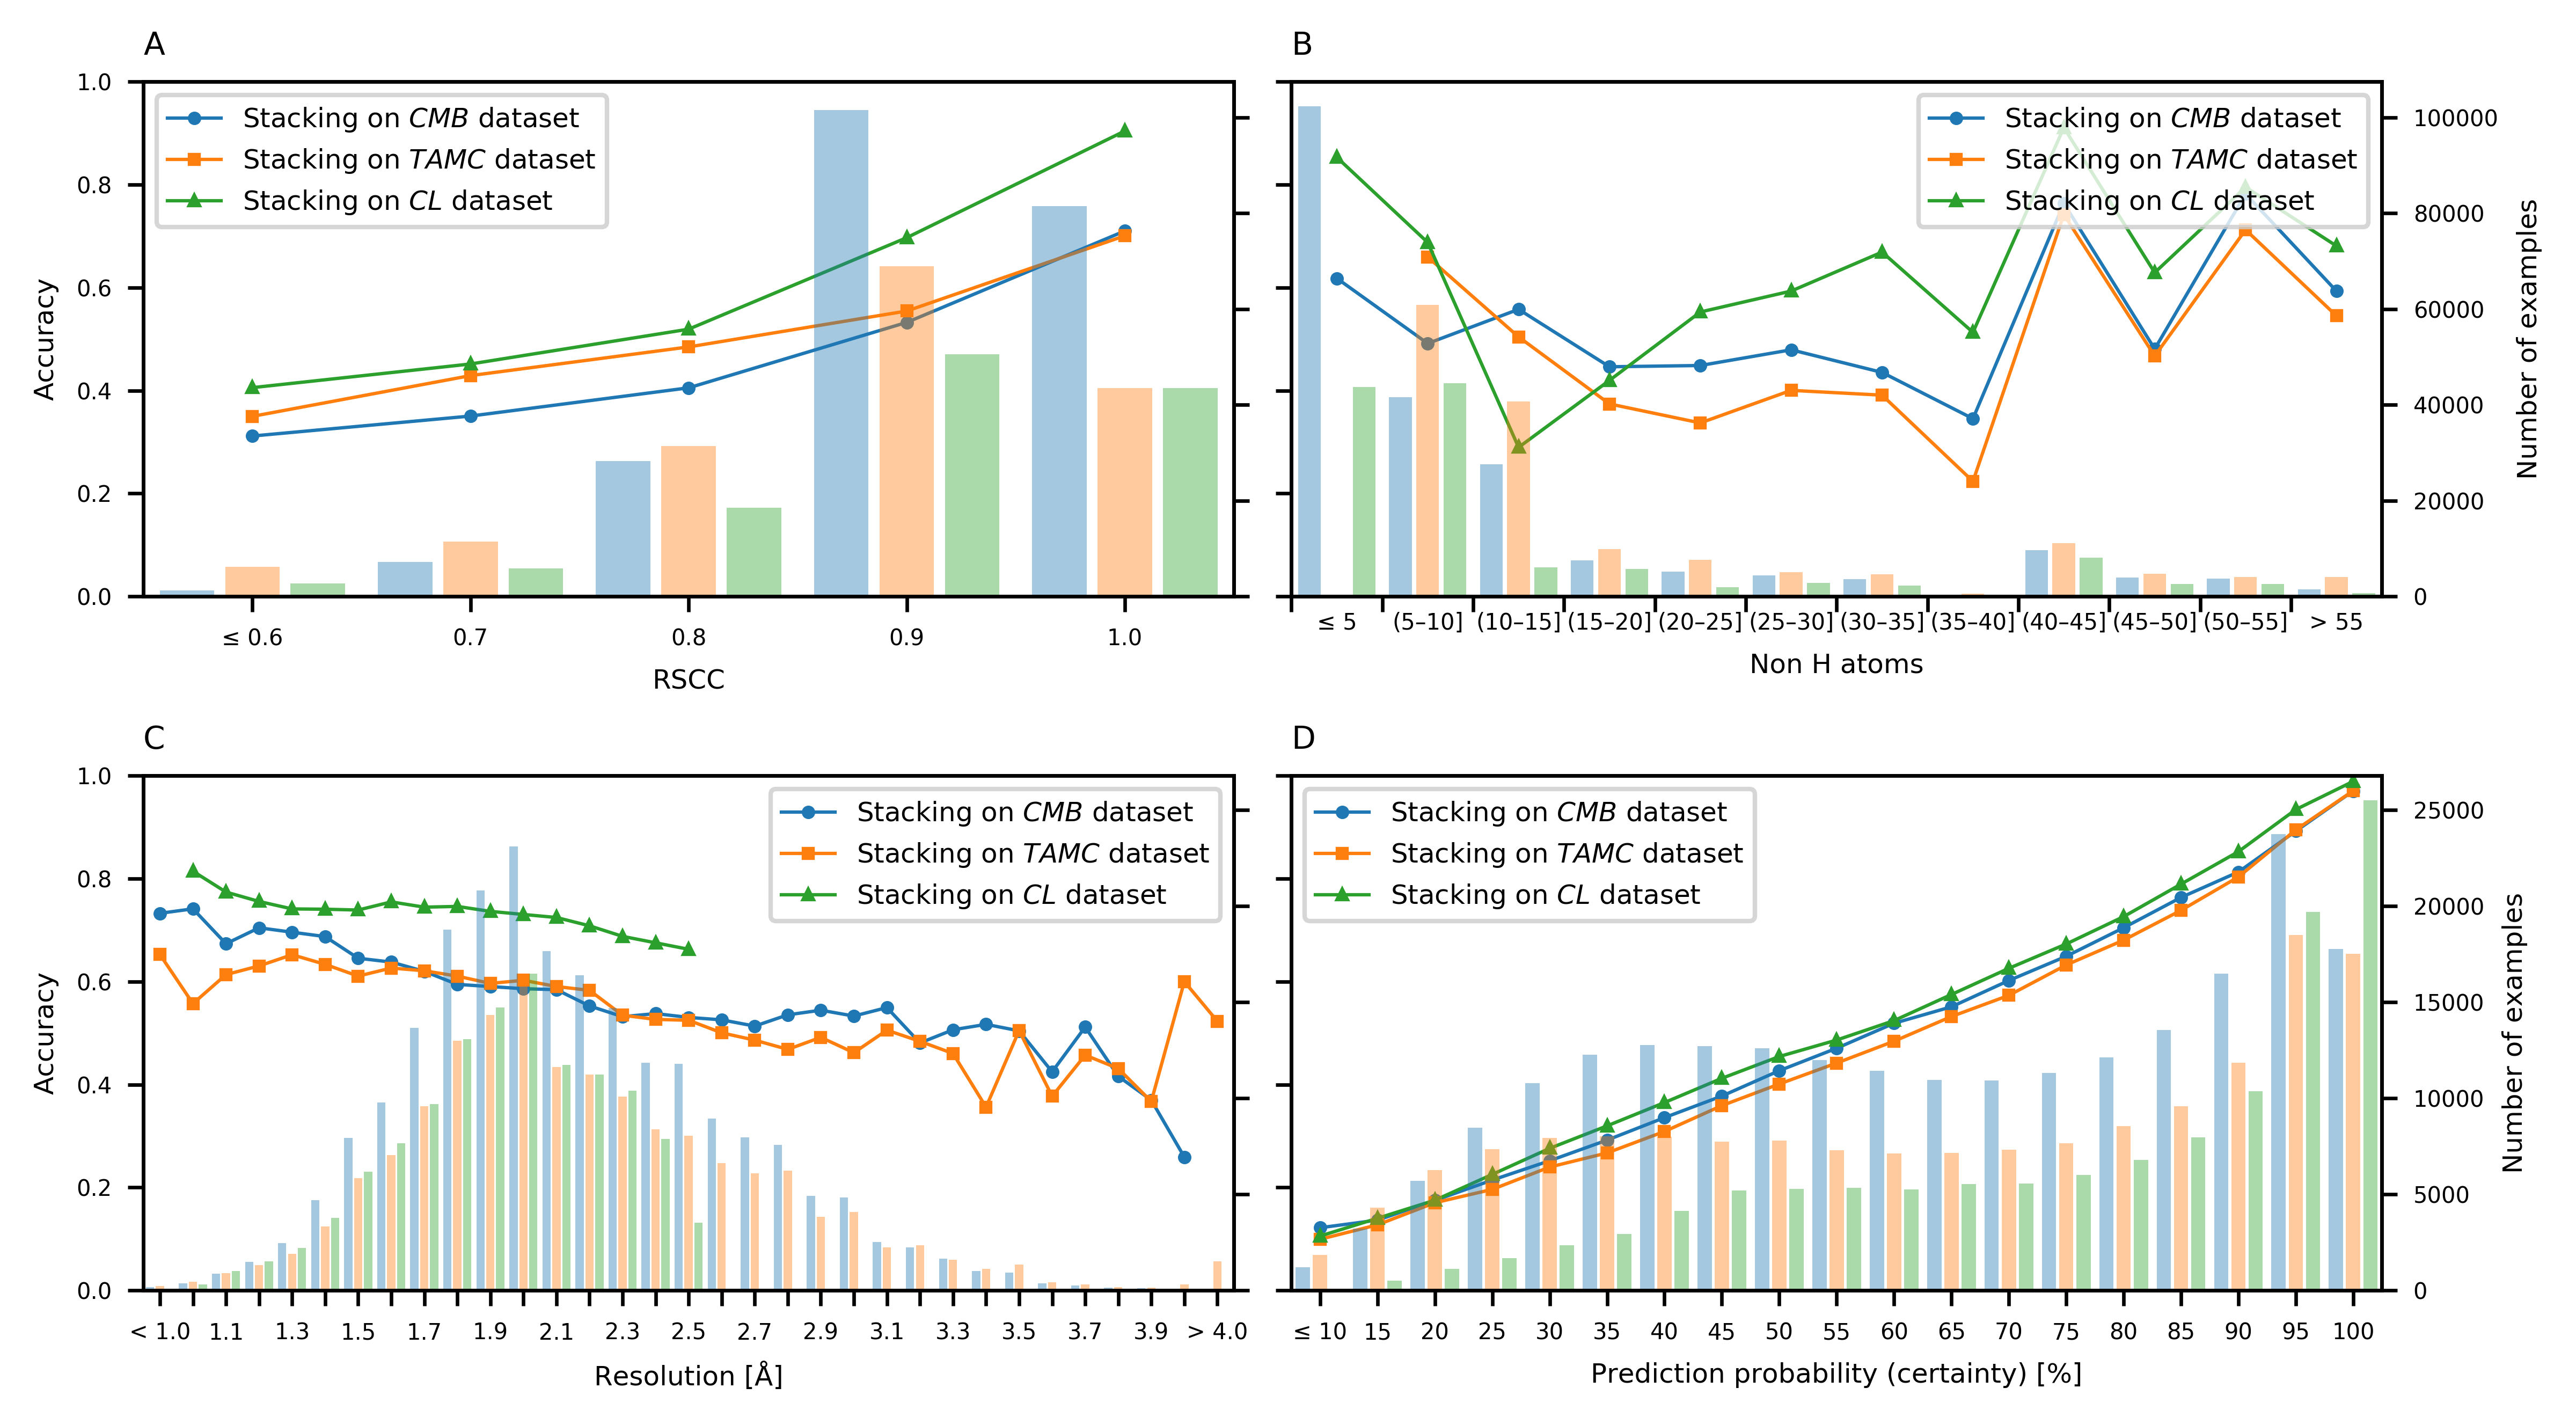 A
1.0
0.8
0.6
0.4
0.2
0.0
Accuracy
Stacking on CMB dataset
Stacking on TAMC dataset
Stacking on CL dataset
≤ 0.6 0.7 0.8 0.9 1.0
RSCC
B
Stacking on CMB dataset
Stacking on TAMC dataset
Stacking on CL dataset
100000
80000
60000
40000
20000
0
Number of examples
≤ 5 (5–10] (10–15] (15–20] (20–25] (25–30] (30–35] (35–40] (40–45] (45–50] (50–55] > 55
Non H atoms
C
1.0
0.8
0.6
0.4
0.2
0.0
Accuracy
Stacking on CMB dataset
Stacking on TAMC dataset
Stacking on CL dataset
< 1.0 1.1 1.3 1.5 1.7 1.9 2.1 2.3 2.5 2.7 2.9 3.1 3.3 3.5 3.7 3.9 > 4.0
Resolution [Å]
D
Stacking on CMB dataset
Stacking on TAMC dataset
Stacking on CL dataset
25000
20000
15000
10000
5000
0
Number of examples
≤ 10 15 20 25 30 35 40 45 50 55 60 65 70 75 80 85 90 95 100
Prediction probability (certainty) [%]